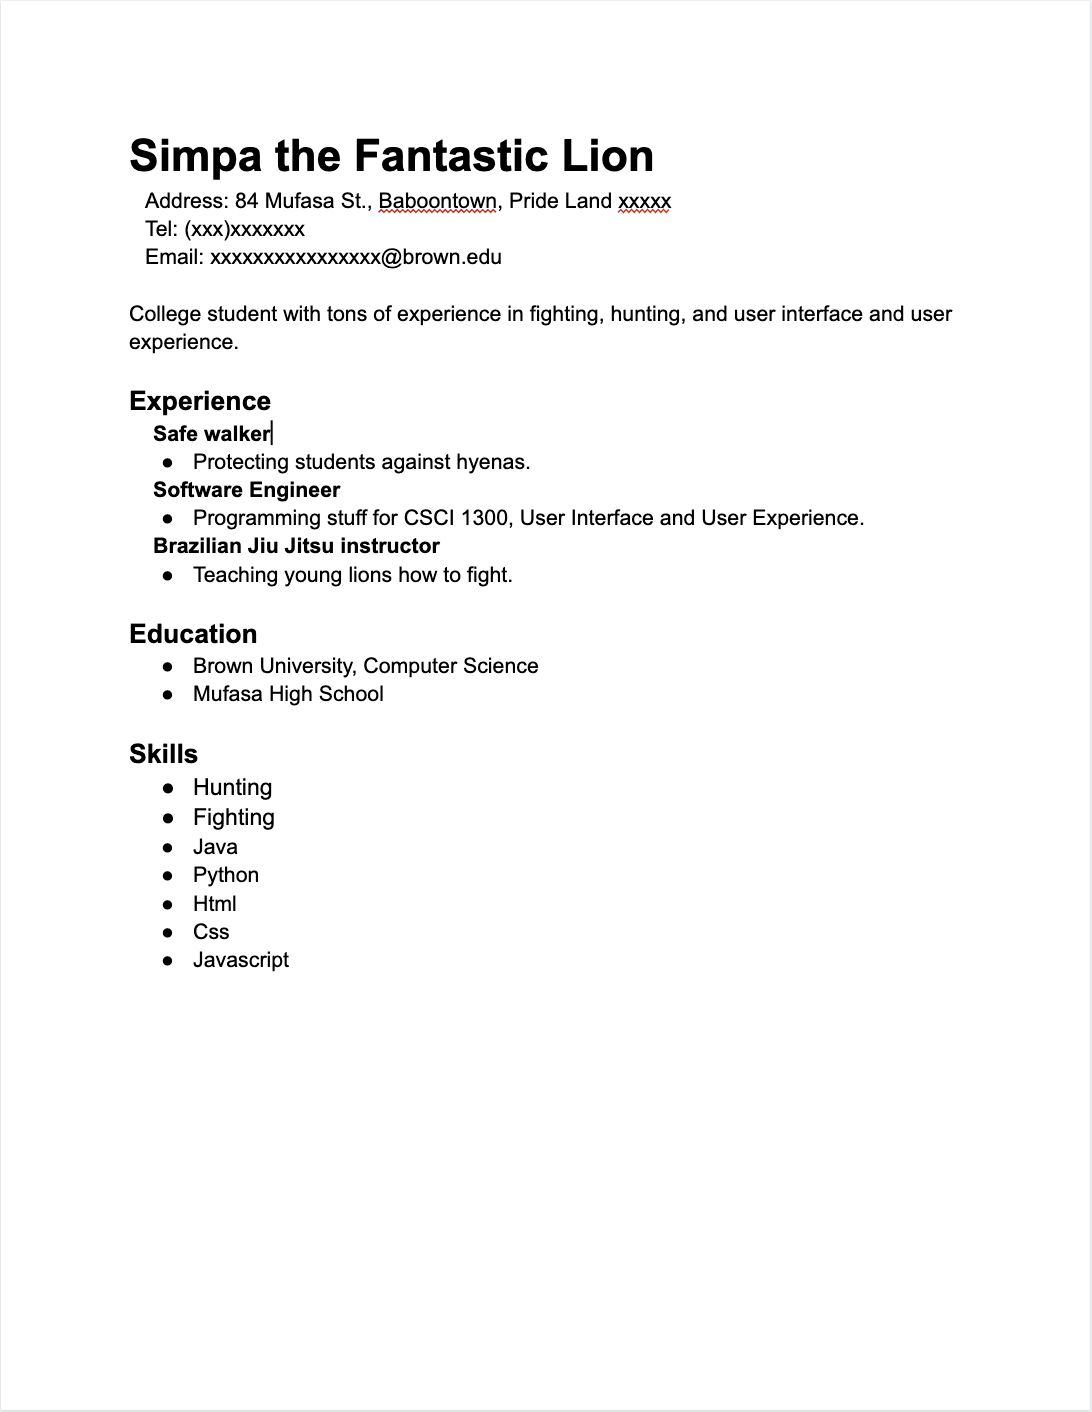 Simpa the Fantastic Lion
Address: 84 Mufasa St., Baboontown, Pride Land xxxxx
Tel: (xxx)xxxxxxx
Email: xxxxxxxxxxxxxxxx@brown.edu
College student with tons of experience in fighting, hunting, and user interface and user
experience.
Experience
Safe walker
● Protecting students against hyenas.
Software Engineer
● Programming stuff for CSCI 1300, User Interface and User Experience.
Brazilian Jiu Jitsu instructor
● Teaching young lions how to fight.
Education
● Brown University, Computer Science
● Mufasa High School
Skills
● Hunting
● Fighting
● Java
● Python
● Html
● Css
● Javascript